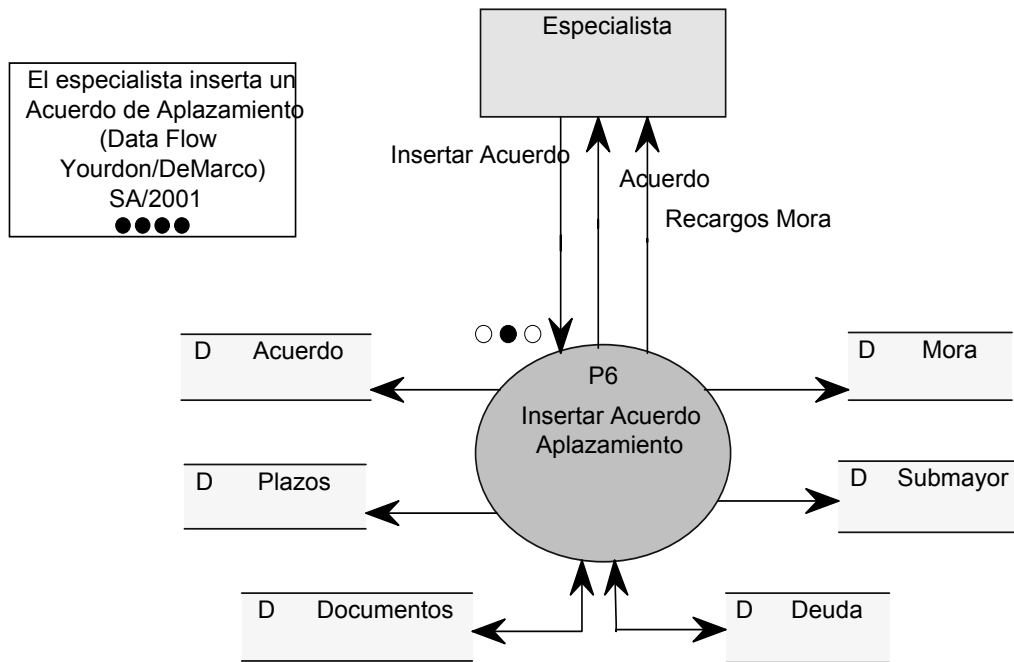 Especialista
El especialista inserta un
Acuerdo de Aplazamiento
(Data Flow
Yourdon/DeMarco)
SA/2001
Insertar Acuerdo
Acuerdo
Recargos Mora
D Acuerdo
D Mora
P6
Insertar Acuerdo
Aplazamiento
D Plazos
D Submayor
D Documentos
D Deuda